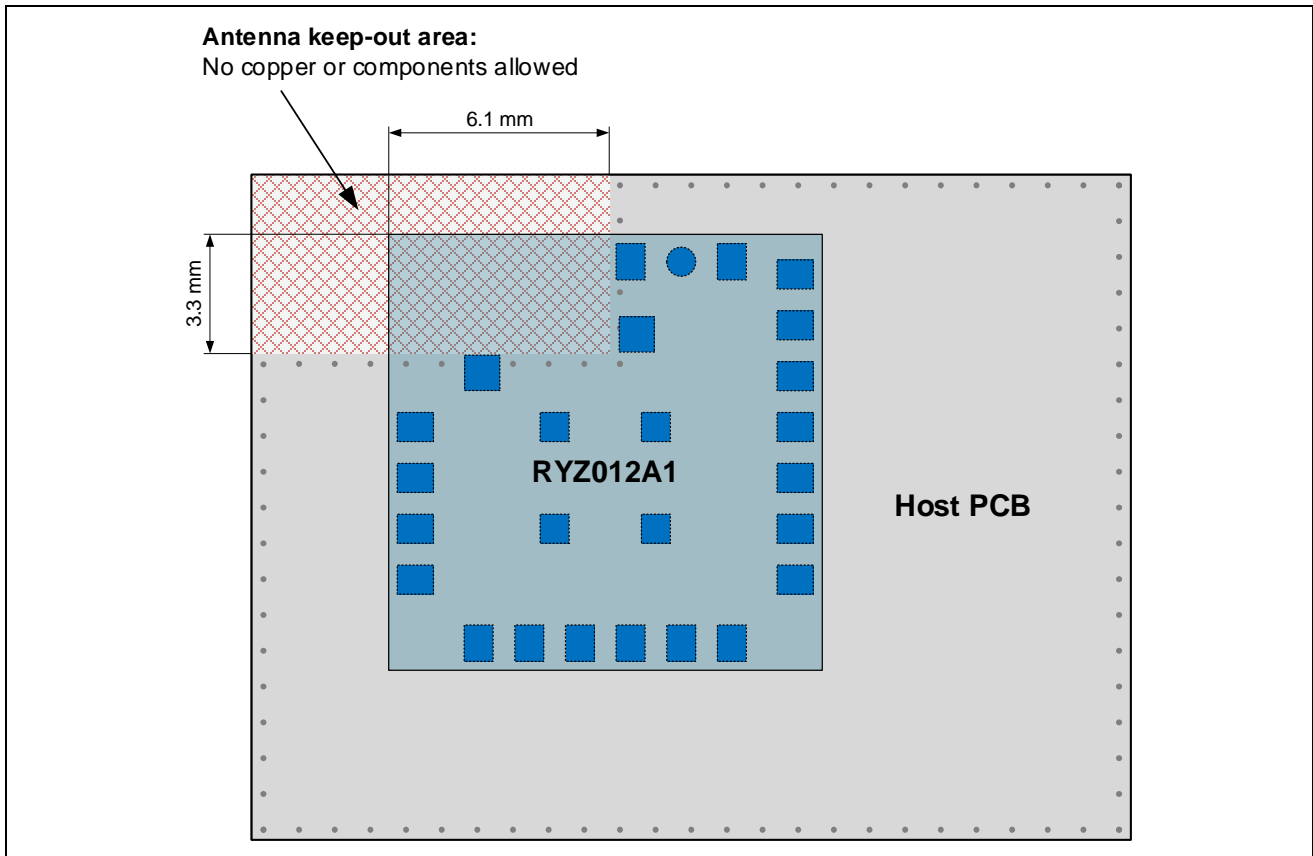 Antenna keep-out area:
No copper or components allowed
6.1 mm
3.3 mm
RYZ012A1
Host PCB